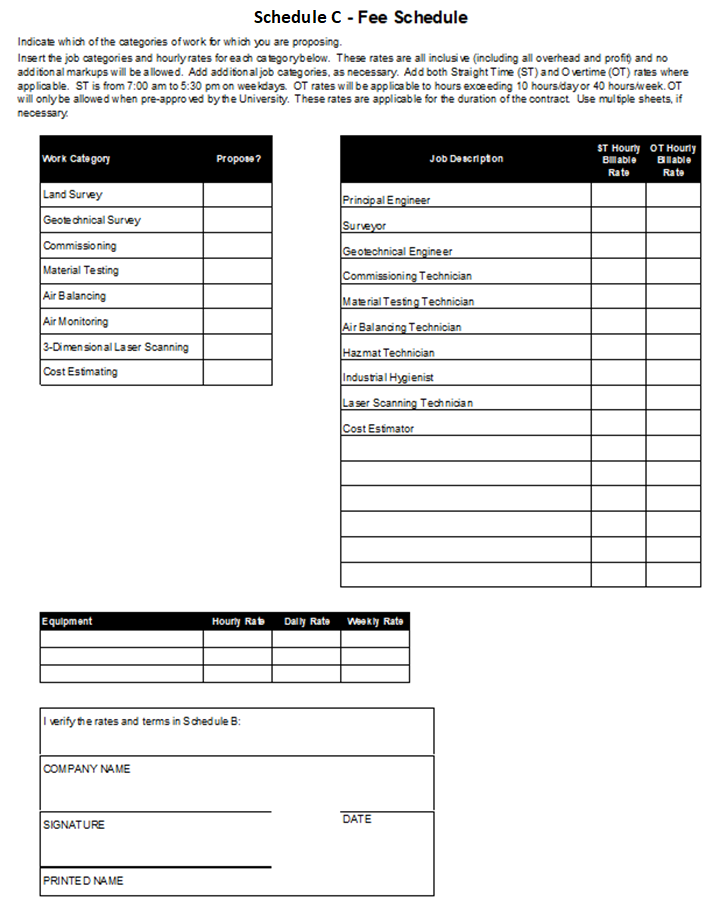 Schedule C - Fee Schedule
Indicate which of the categories of work for which you are proposing.
Insert the job categories and hourly rates for each category below. These rates are all inclusive (including all overhead and profit) and no
additional markups will be allowed. Add additional job categories, as necessary. Add both Straight Time (ST) and Overtime (OT) rates where
applicable. ST is from 7:00 am to 5:30 pm on weekdays. OT rates will be applicable to hours exceeding 10 hours/day or 40 hours/week. OT
will only be allowed when pre-approved by the University. These rates are applicable for the duration of the contract. Use multiple sheets, if
necessary.
Work Category Propose?
Land Survey
Geotechnical Survey
Commissioning
Material Testing
Air Balancing
Air Monitoring
3-Dimensional Laser Scanning
Cost Estimating
Job Description ST Hourly Billable Rate OT Hourly Billable Rate
Principal Engineer
Surveyor
Geotechnical Engineer
Commissioning Technician
Material Testing Technician
Air Balancing Technician
Hazmat Technician
Industrial Hygienist
Laser Scanning Technician
Cost Estimator
Equipment Hourly Rate Daily Rate Weekly Rate
I verify the rates and terms in Schedule B:
COMPANY NAME
SIGNATURE DATE
PRINTED NAME